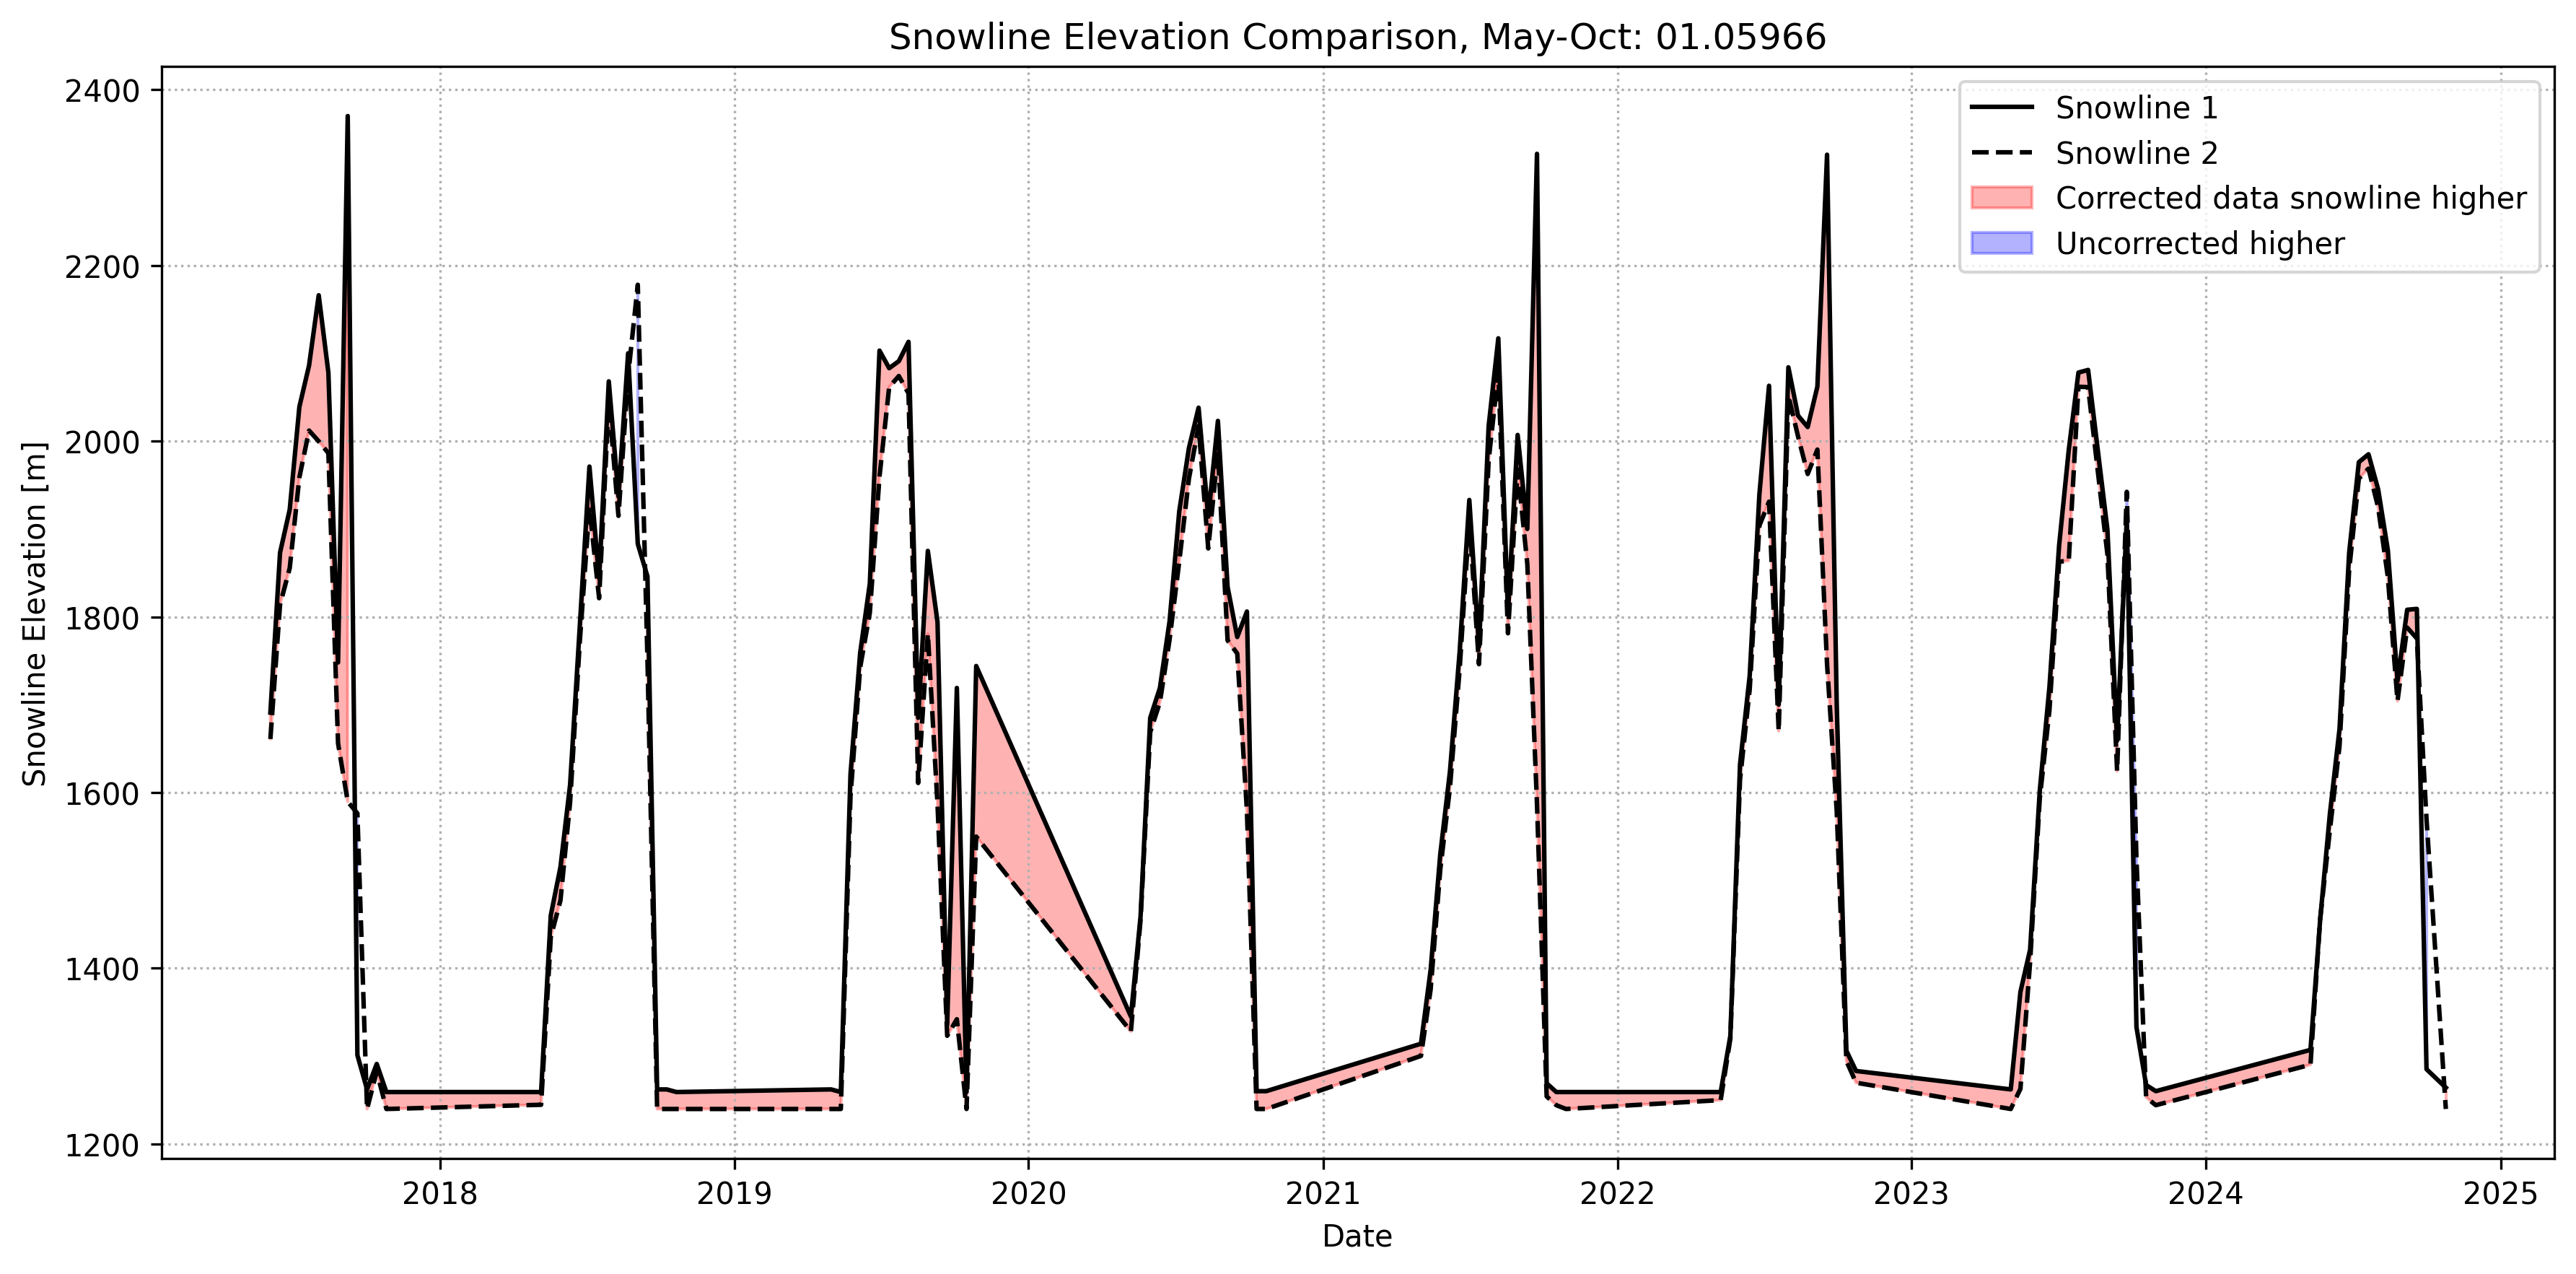 Snowline Elevation Comparison, May-Oct: 01.05966
Snowline 1
Snowline 2
Corrected data snowline higher
Uncorrected higher
Snowline Elevation [m]
2400
2200
2000
1800
1600
1400
1200
2018 2019 2020 2021 2022 2023 2024 2025
Date